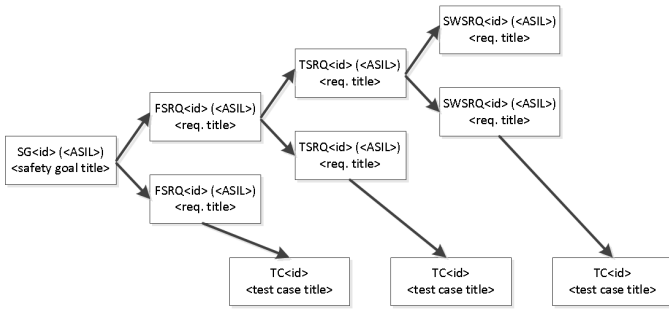 SWSRQ<id> (<ASIL>)
<req. title>
TSRQ<id> (<ASIL>)
<req. title>
FSRQ<id> (<ASIL>)
<req. title>
SWSRQ<id> (<ASIL>)
<req. title>
SG<id> (<ASIL>)
<safety goal title>
TSRQ<id> (<ASIL>)
<req. title>
FSRQ<id> (<ASIL>)
<req. title>
TC<id>
<test case title>
TC<id>
<test case title>
TC<id>
<test case title>